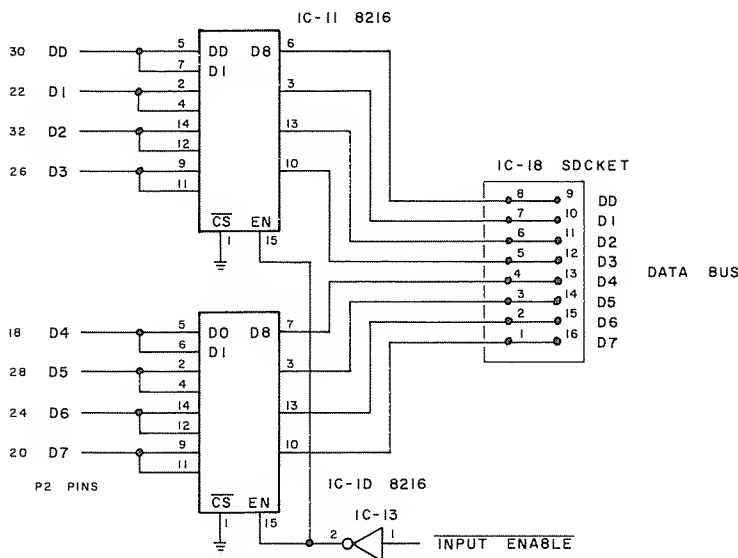 IC-11 8216
30 DD
5
DD D8
6
7
DI
22 D1
2
3
4
32 D2
14
13
12
26 D3
9
10
11
CS EN
1
15
IC-18 SDCKET
8 9 DD
7 10 D1
6 11 D2
5 12 D3
4 13 D4
3 14 D5
2 15 D6
1 16 D7
DATA BUS
18 D4
5
DO D8
7
6
DI
28 D5
2
3
4
24 D6
14
13
12
20 D7
9
10
11
P2 PINS
CS EN
1
15
IC-1D 8216
IC-13
2
1
INPUT ENABLE